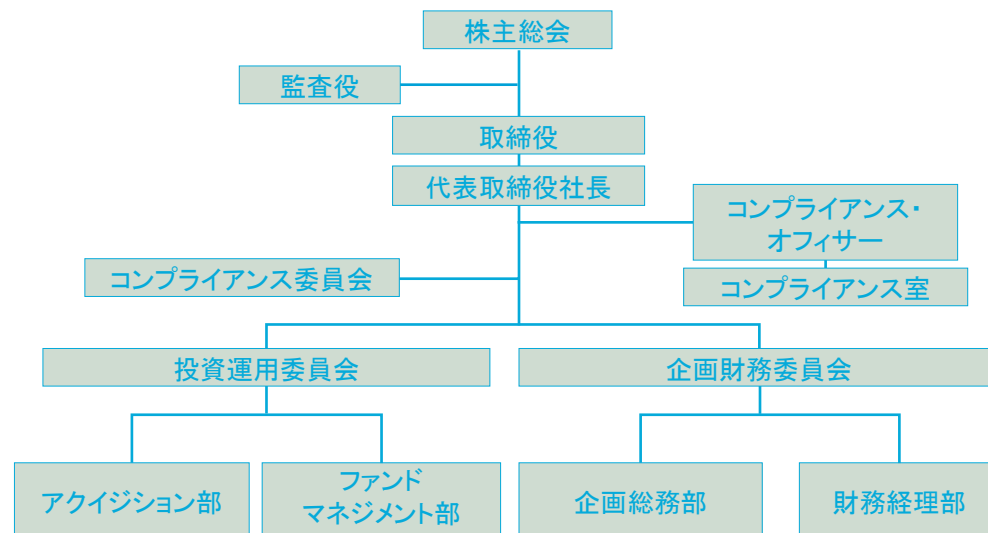 株主総会
監査役
取締役
代表取締役社長
コンプライアンス・
オフィサー
コンプライアンス委員会
コンプライアンス室
投資運用委員会
企画財務委員会
アクイジション部
ファンド
マネジメント部
企画総務部
財務経理部